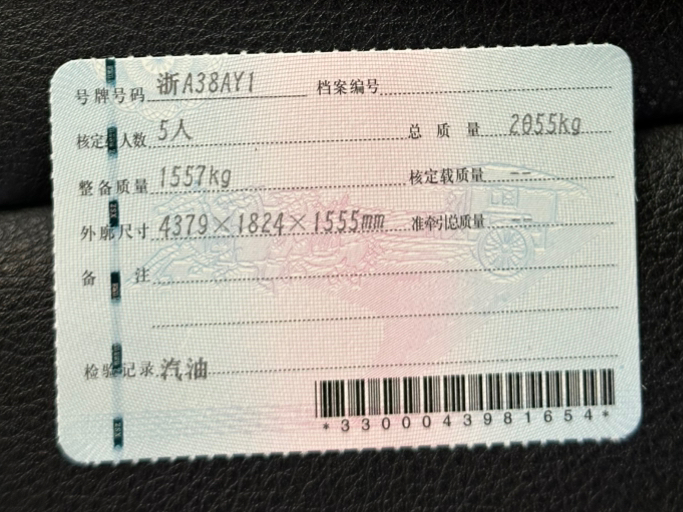 号牌号码 浙A38AY1 档案编号
核定载人数 5人 总质量 2055kg
整备质量 1557kg 核定载质量 --
外廓尺寸 4379×1824×1555mm 准牵引总质量
备注
检验记录 汽油
*3300043981654*